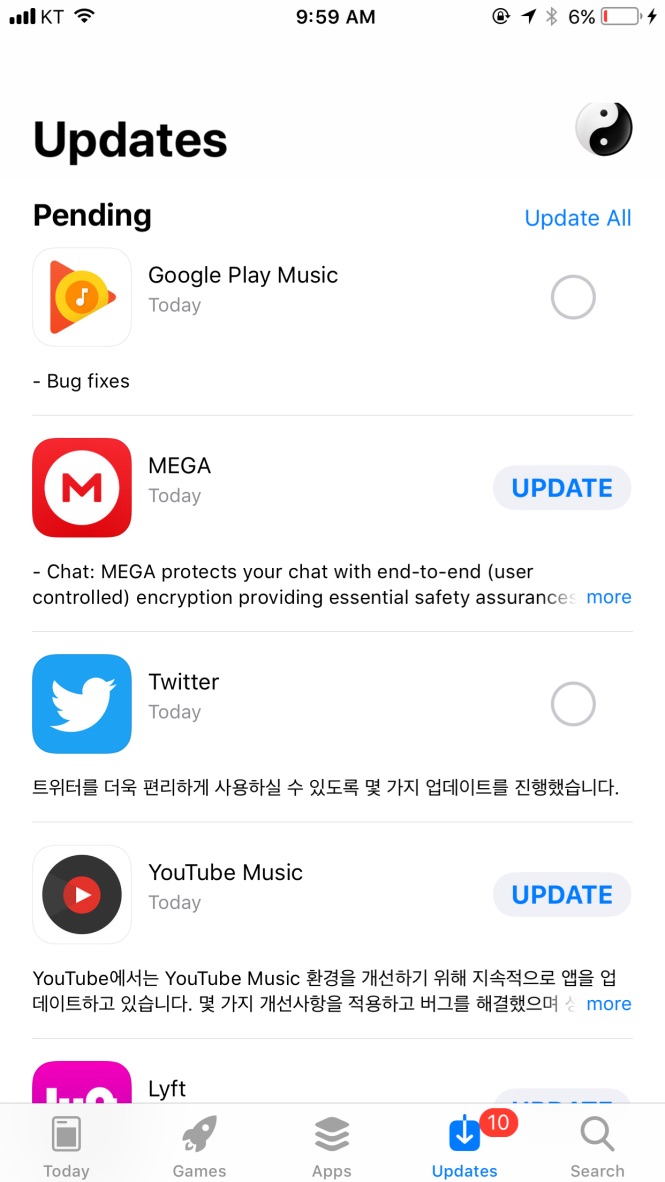 KT 9:59 AM 6%
Updates
Pending Update All
Google Play Music
Today
- Bug fixes
MEGA
Today
UPDATE
- Chat: MEGA protects your chat with end-to-end (user
controlled) encryption providing essential safety assurances more
Twitter
Today
트위터를 더욱 편리하게 사용하실 수 있도록 몇 가지 업데이트를 진행했습니다.
YouTube Music
Today
UPDATE
YouTube에서는 YouTube Music 환경을 개선하기 위해 지속적으로 앱을 업
데이트하고 있습니다. 몇 가지 개선사항을 적용하고 버그를 해결했으며 more
Lyft
UPDATE
10
Today Games Apps Updates Search